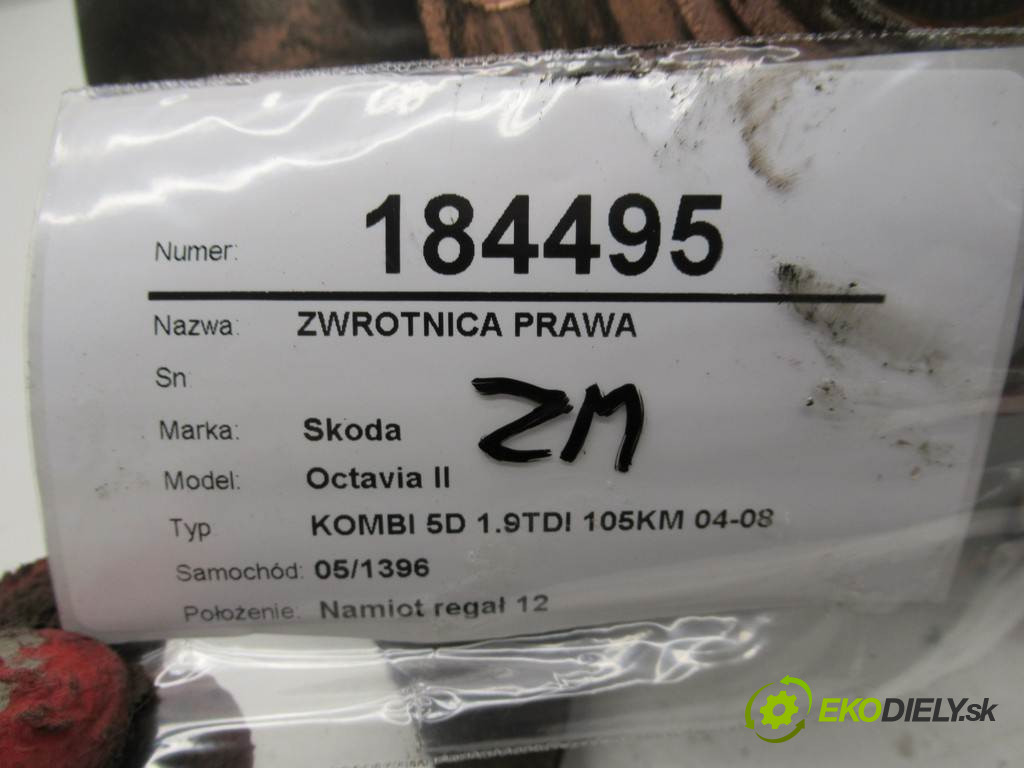 Numer: 184495
Nazwa: ZWROTNICA PRAWA
Sn:
ZM
Marka: Skoda
Model: Octavia II
Typ KOMBI 5D 1.9TDI 105KM 04-08
Samochód: 05/1396
Położenie: Namiot regał 12
EKODIELY.sk